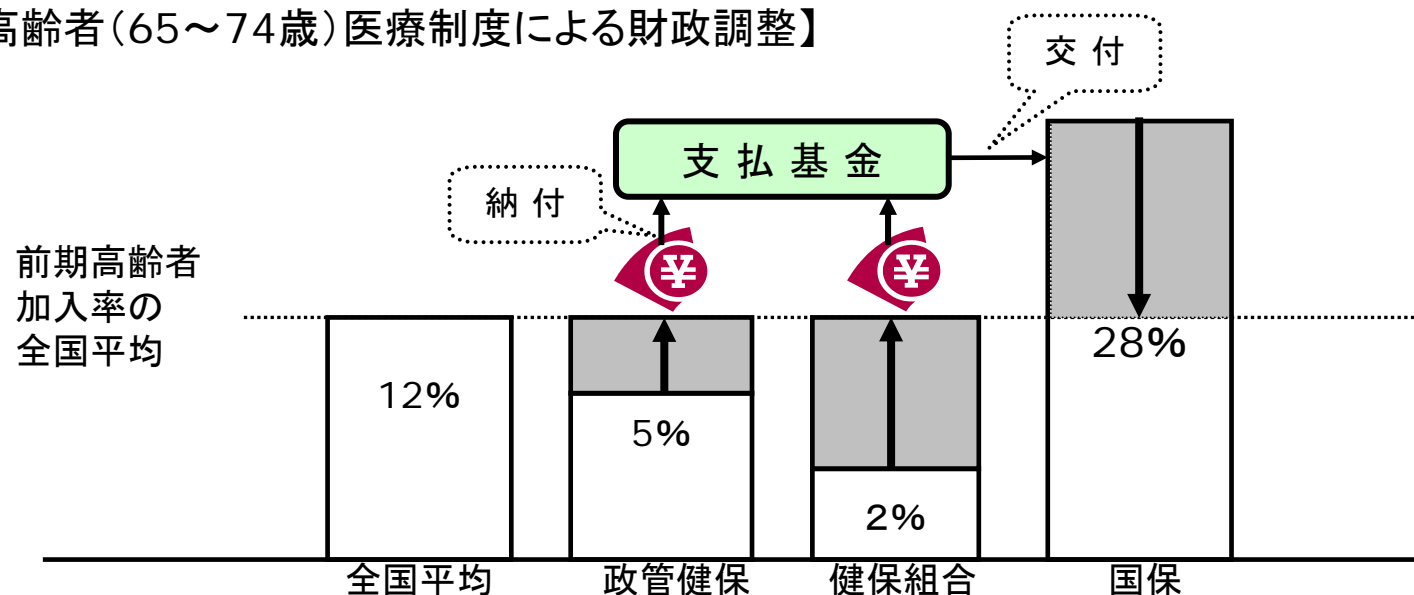 高齢者(65～74歳)医療制度による財政調整】
交 付
支 払 基 金
納 付
¥
¥
前期高齢者
加入率の
全国平均
28%
12%
5%
2%
全国平均
政管健保
健保組合
国保